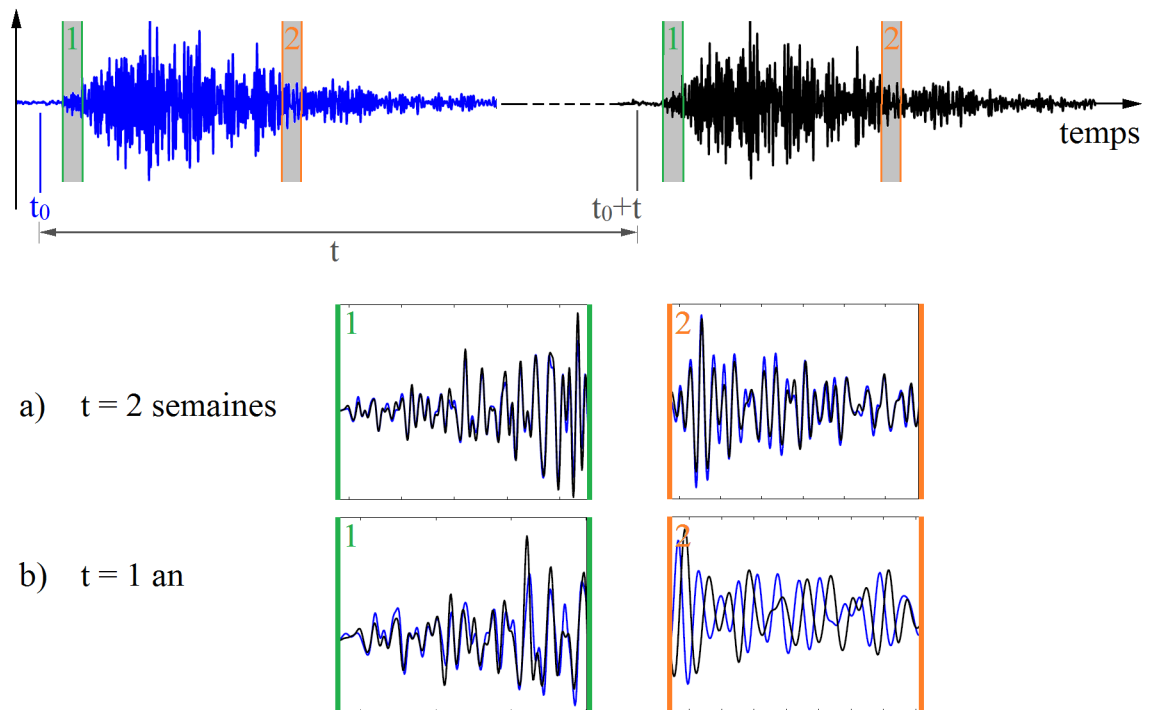 1 2 1 2
temps
t₀ t₀+t
t
1 2
a) t = 2 semaines
1 2
b) t = 1 an